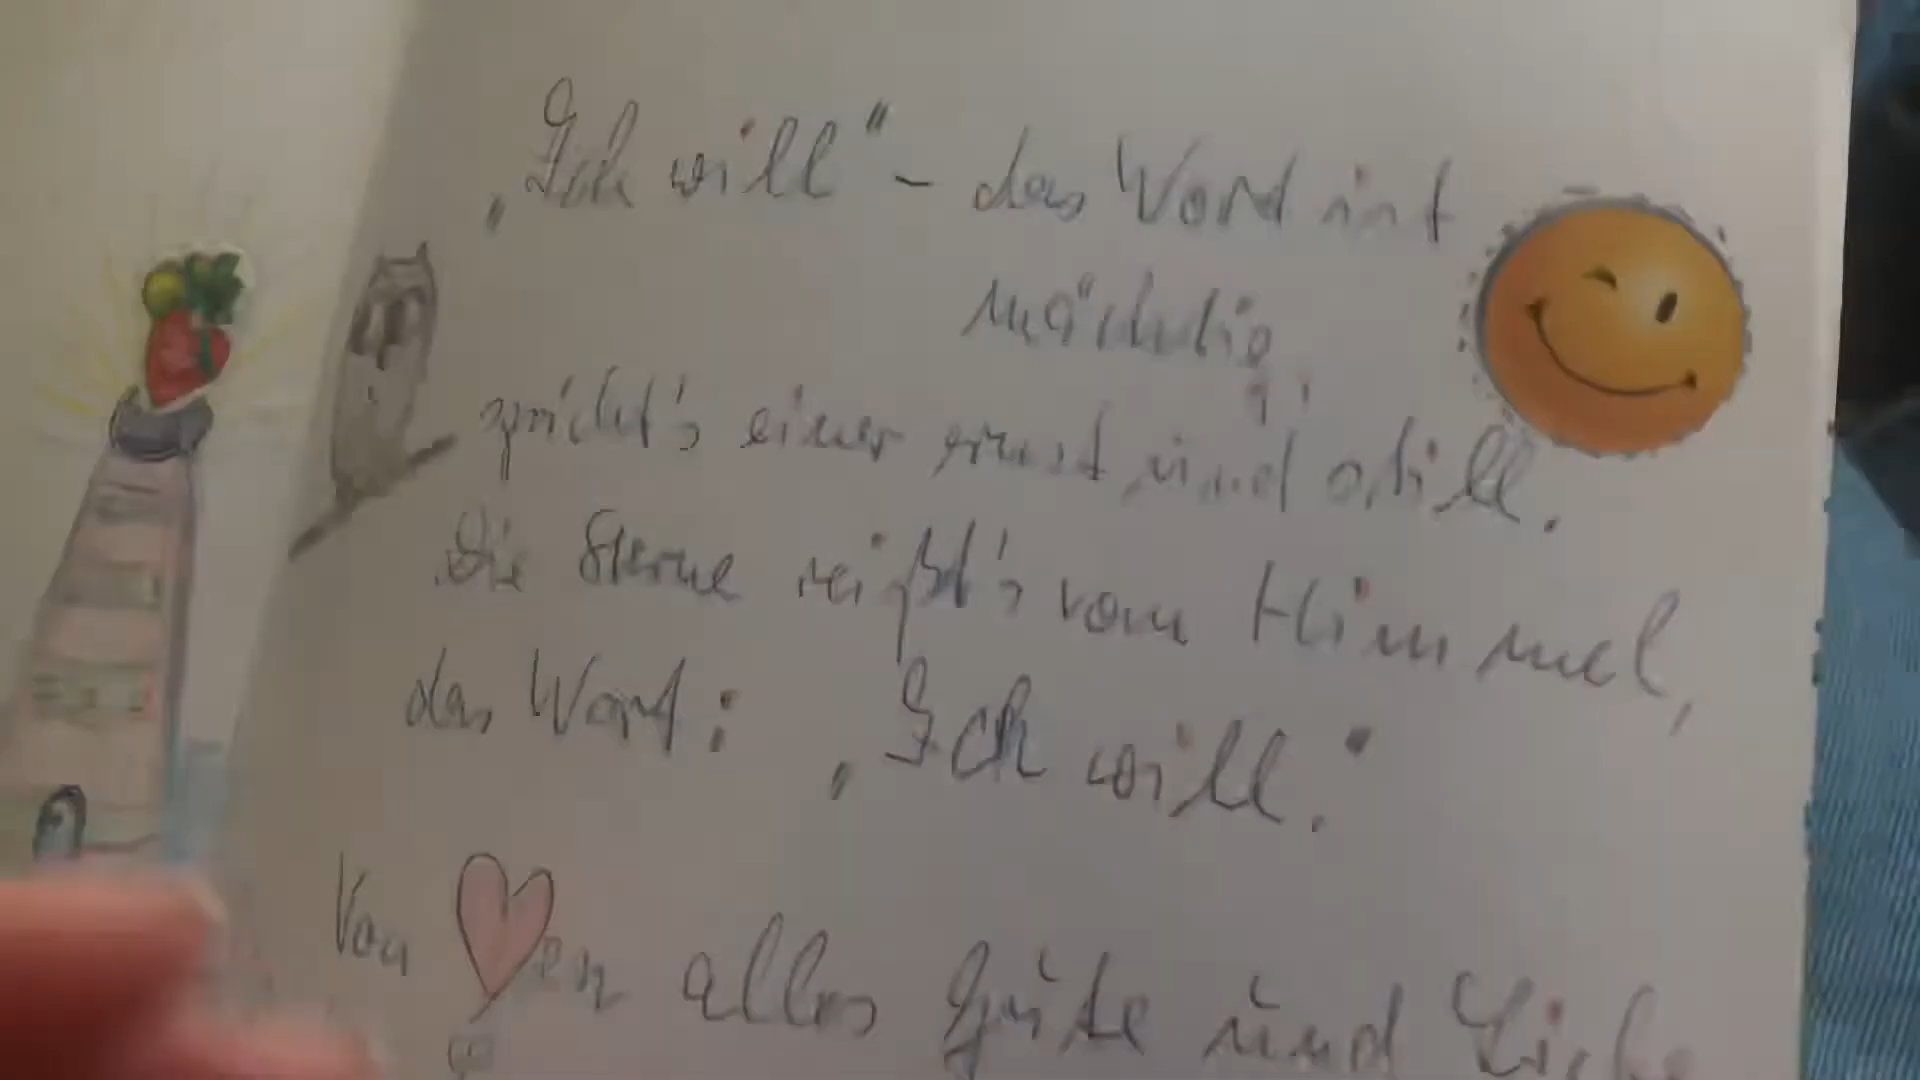 „Ich will" – das Wort ist
mächtig,
spricht's einer ernst und still.
Die Sterne reißt's vom Himmel,
das Wort: „Ich will."
Von en alles Gute und Liebe